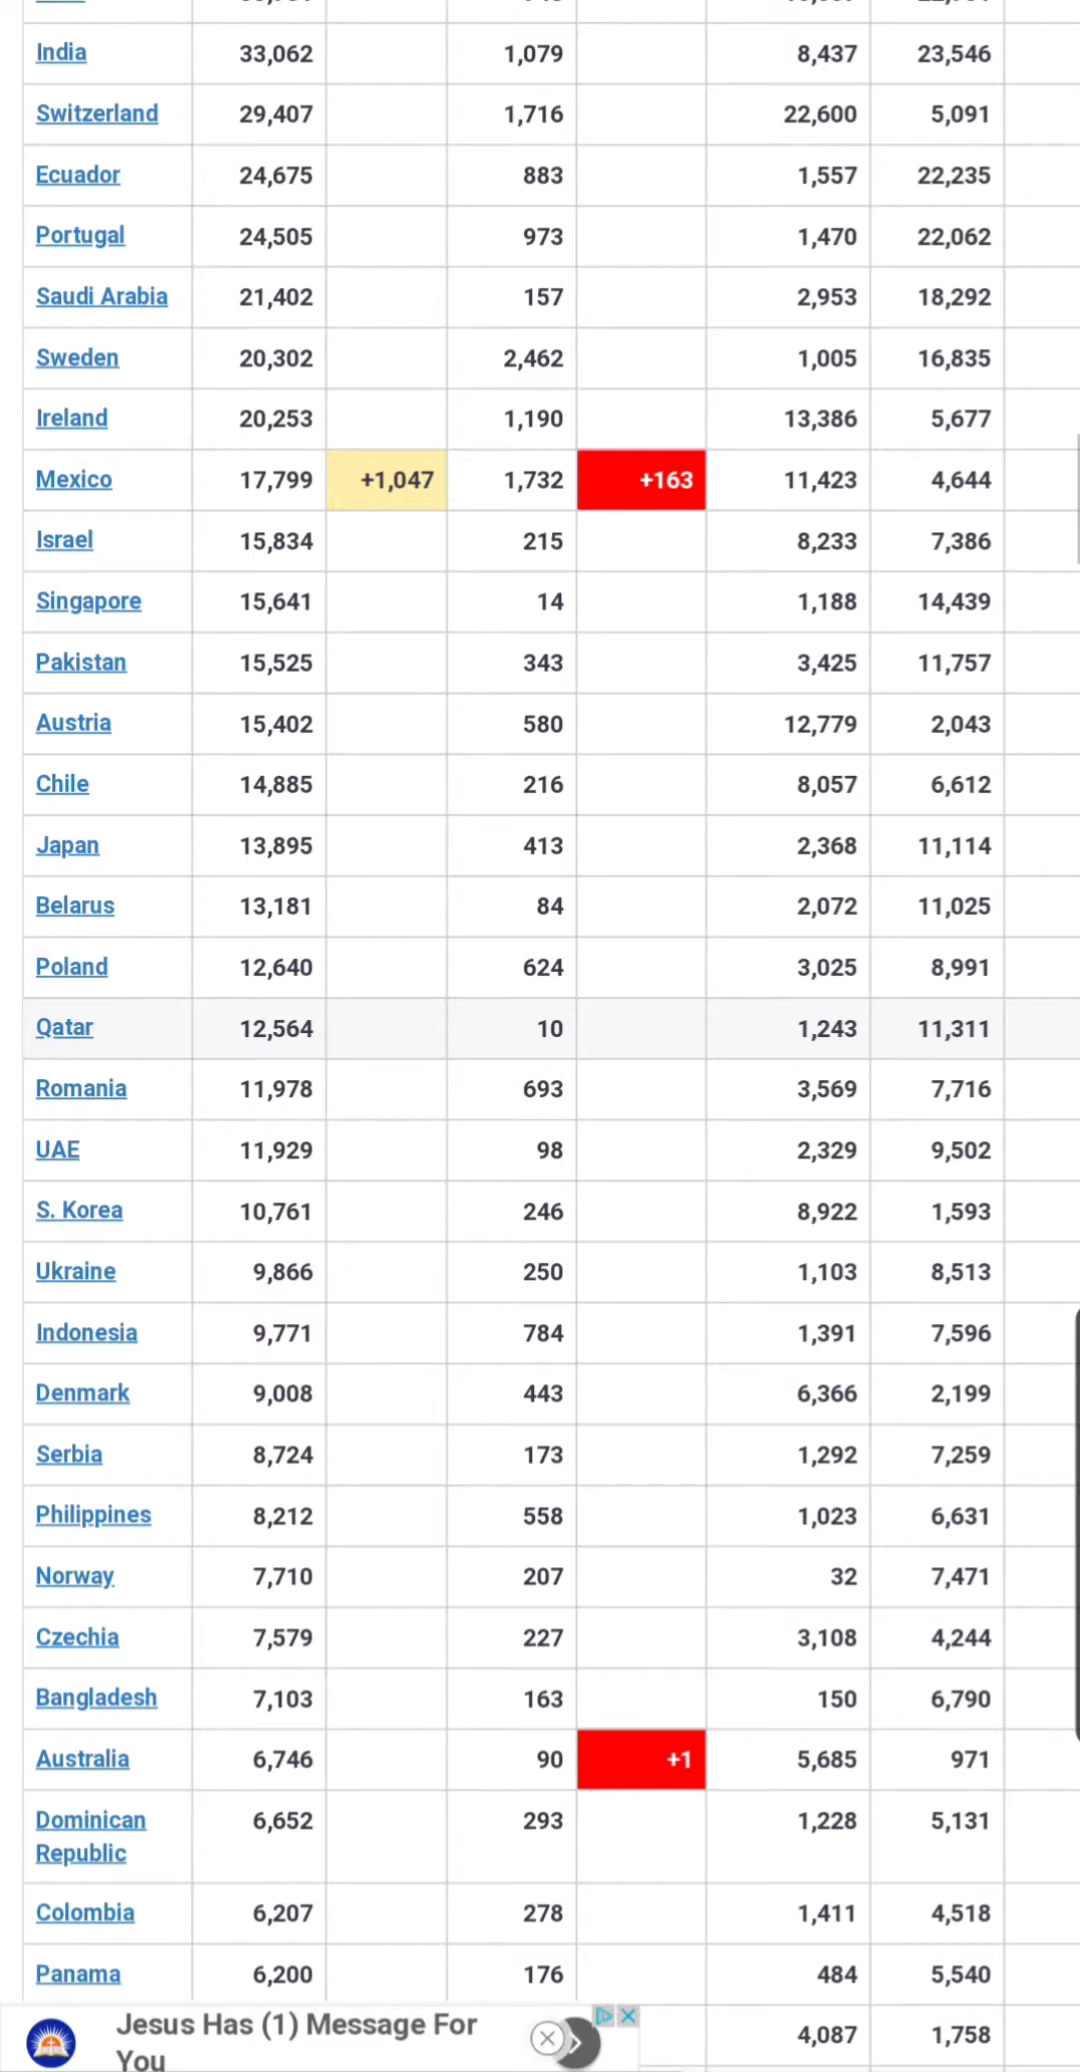 India 33,062 1,079 8,437 23,546
Switzerland 29,407 1,716 22,600 5,091
Ecuador 24,675 883 1,557 22,235
Portugal 24,505 973 1,470 22,062
Saudi Arabia 21,402 157 2,953 18,292
Sweden 20,302 2,462 1,005 16,835
Ireland 20,253 1,190 13,386 5,677
Mexico 17,799 +1,047 1,732 +163 11,423 4,644
Israel 15,834 215 8,233 7,386
Singapore 15,641 14 1,188 14,439
Pakistan 15,525 343 3,425 11,757
Austria 15,402 580 12,779 2,043
Chile 14,885 216 8,057 6,612
Japan 13,895 413 2,368 11,114
Belarus 13,181 84 2,072 11,025
Poland 12,640 624 3,025 8,991
Qatar 12,564 10 1,243 11,311
Romania 11,978 693 3,569 7,716
UAE 11,929 98 2,329 9,502
S. Korea 10,761 246 8,922 1,593
Ukraine 9,866 250 1,103 8,513
Indonesia 9,771 784 1,391 7,596
Denmark 9,008 443 6,366 2,199
Serbia 8,724 173 1,292 7,259
Philippines 8,212 558 1,023 6,631
Norway 7,710 207 32 7,471
Czechia 7,579 227 3,108 4,244
Bangladesh 7,103 163 150 6,790
Australia 6,746 90 +1 5,685 971
Dominican 6,652 293 1,228 5,131
Republic
Colombia 6,207 278 1,411 4,518
Panama 6,200 176 484 5,540
4,087 1,758
Jesus Has (1) Message For
You